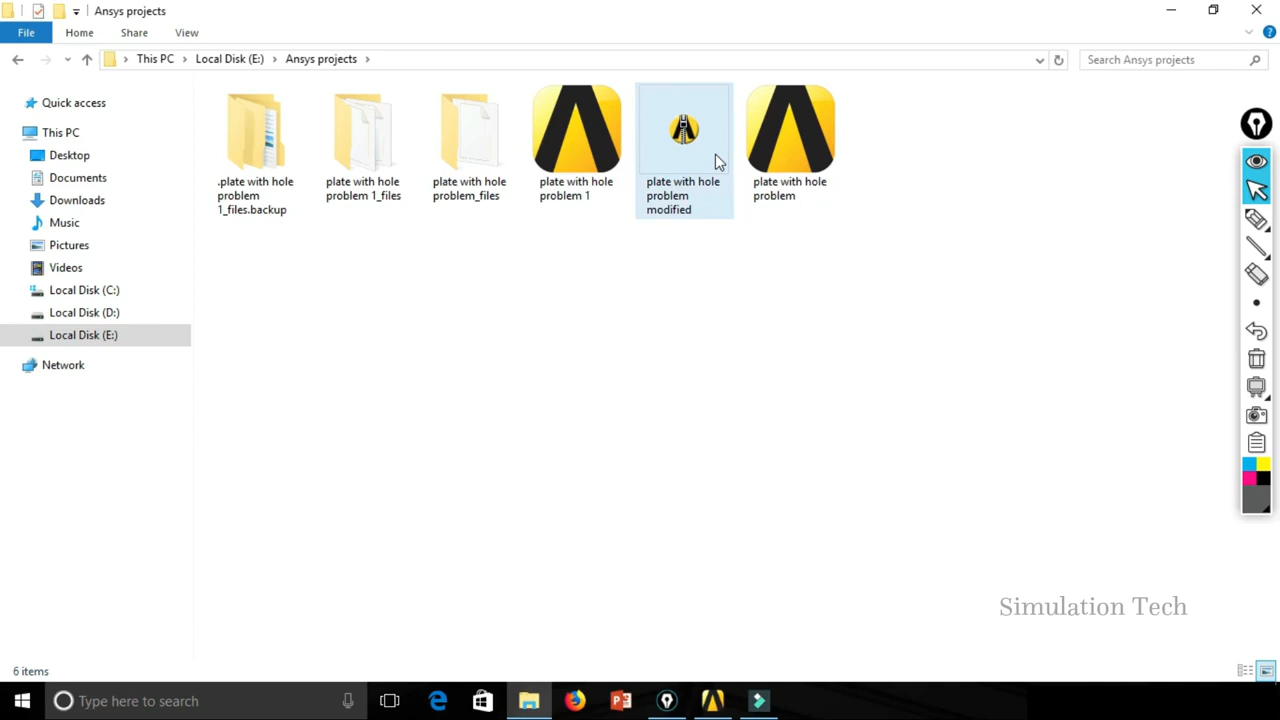 Ansys projects
File
Home
Share
View
This PC
Local Disk (E:)
Ansys projects
Search Ansys projects
Quick access
This PC
Desktop
Documents
Downloads
Music
Pictures
Videos
Local Disk (C:)
Local Disk (D:)
Local Disk (E:)
Network
.plate with hole
problem
1_files.backup
plate with hole
problem 1_files
plate with hole
problem_files
plate with hole
problem 1
plate with hole
problem
modified
plate with hole
problem
Simulation Tech
6 items
Type here to search